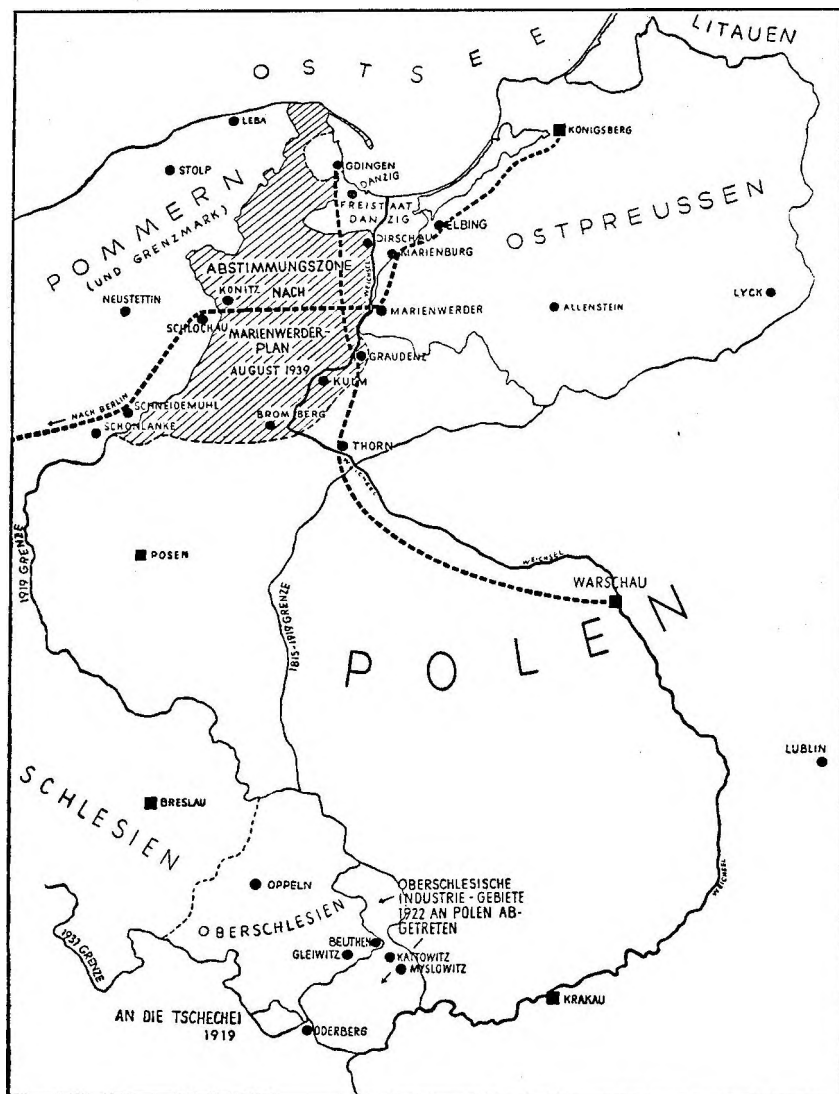 LITAUEN
OSTSEE
LEBA
KÖNIGSBERG
STOLP
GDINGEN
DANZIG
FREISTAAT
DANZIG
ELBING
OSTPREUSSEN
POMMERN
(UND GRENZMARK)
DIRSCHAU
MARIENBURG
WEICHSEL
ABSTIMMUNGSZONE
KONITZ
NACH
NEUSTETTIN
SCHLOCHAU
MARIENWERDER
ALLENSTEIN
LYCK
MARIENWERDER-
PLAN
AUGUST 1939
GRAUDENZ
KULM
← NACH BERLIN
SCHNEIDEMÜHL
SCHÖNLANKE
BROMBERG
THORN
WEICHSEL
1919 GRENZE
POSEN
WEICHSEL
WARSCHAU
1815-1919 GRENZE
POLEN
LUBLIN
SCHLESIEN
BRESLAU
WEICHSEL
OPPELN
OBERSCHLESISCHE
INDUSTRIE-GEBIETE
1922 AN POLEN AB-
GETRETEN
OBERSCHLESIEN
BEUTHEN
GLEIWITZ
KATTOWITZ
MYSLOWITZ
1937 GRENZE
KRAKAU
AN DIE TSCHECHEI
1919
ODERBERG